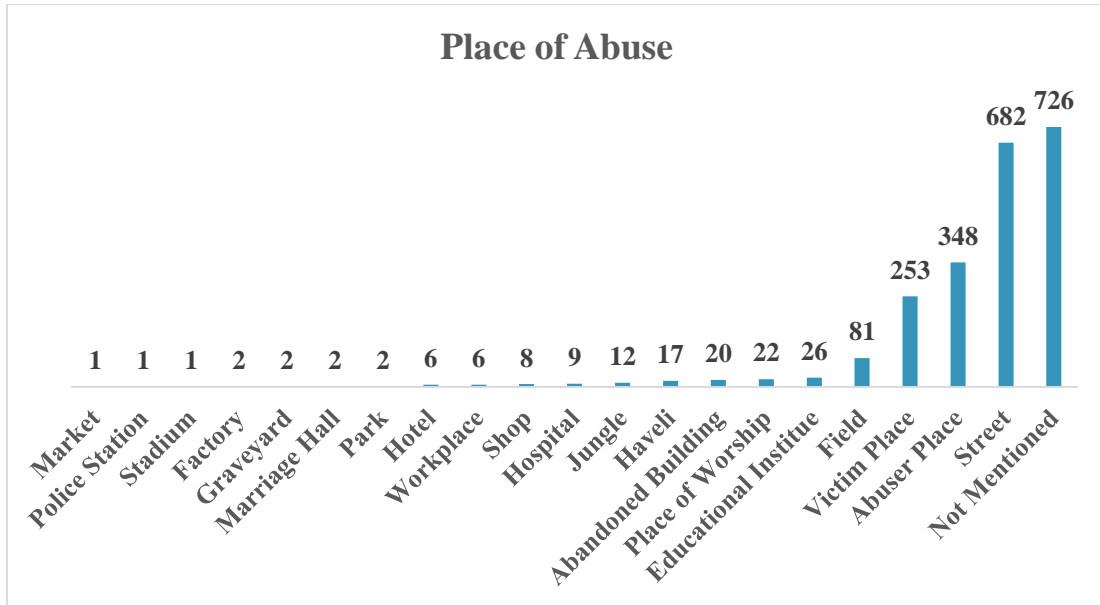 Place of Abuse
1
1
1
2
2
2
2
6
6
8
9
12
17
20
22
26
81
253
348
682
726
Market
Police Station
Stadium
Factory
Graveyard
Marriage Hall
Park
Hotel
Workplace
Shop
Hospital
Jungle
Haveli
Abandoned Building
Place of Worship
Educational Institue
Field
Victim Place
Abuser Place
Street
Not Mentioned